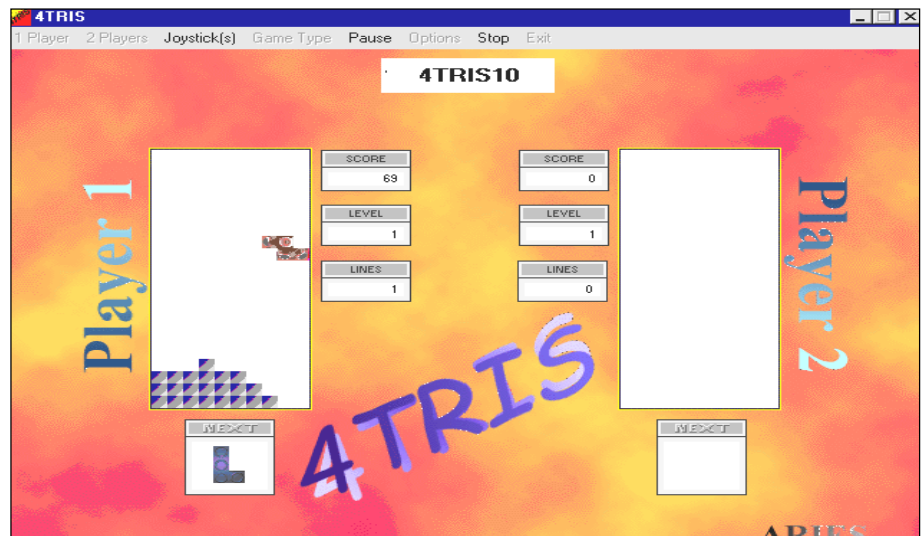 4TRIS
1 Player 2 Players Joystick(s) Game Type Pause Options Stop Exit
4TRIS10
Player 1
SCORE
69
LEVEL
1
LINES
1
NEXT
4TRIS
SCORE
0
LEVEL
1
LINES
0
NEXT
Player 2
ARIES